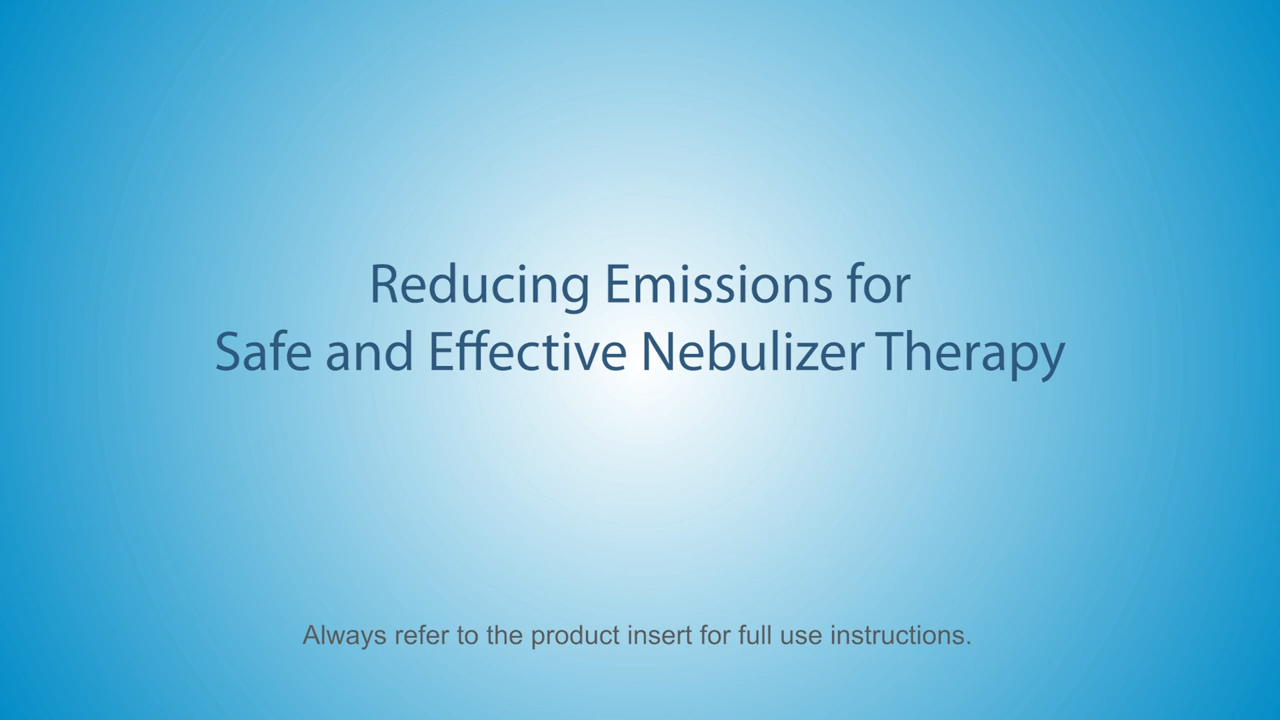 Reducing Emissions for
Safe and Effective Nebulizer Therapy
Always refer to the product insert for full use instructions.